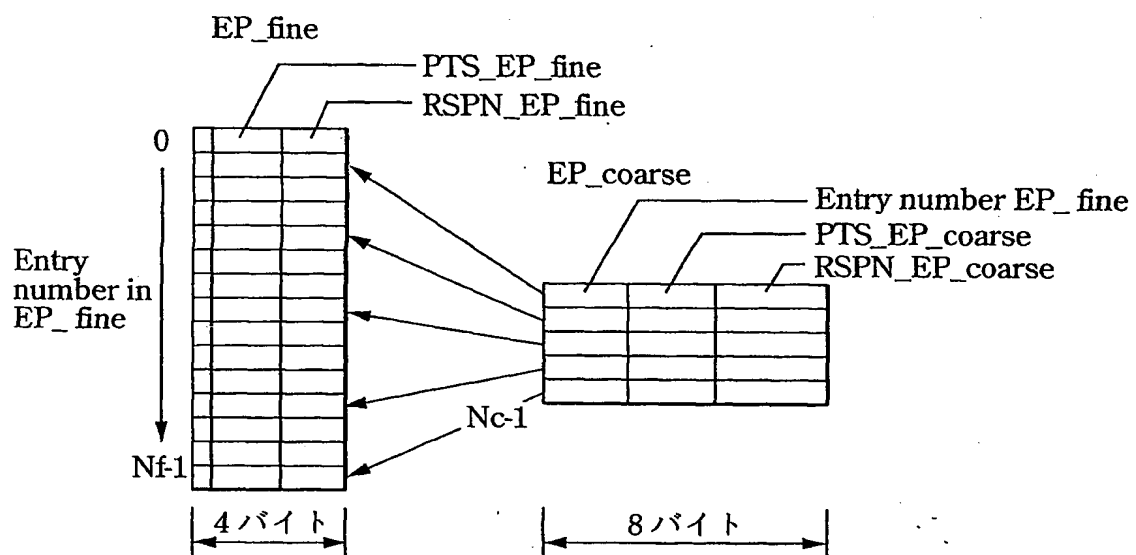 EP_fine
PTS_EP_fine
RSPN_EP_fine
0
EP_coarse
Entry number EP_ fine
PTS_EP_coarse
RSPN_EP_coarse
Entry
number in
EP_ fine
Nc-1
Nf-1
4 バイト
8 バイト